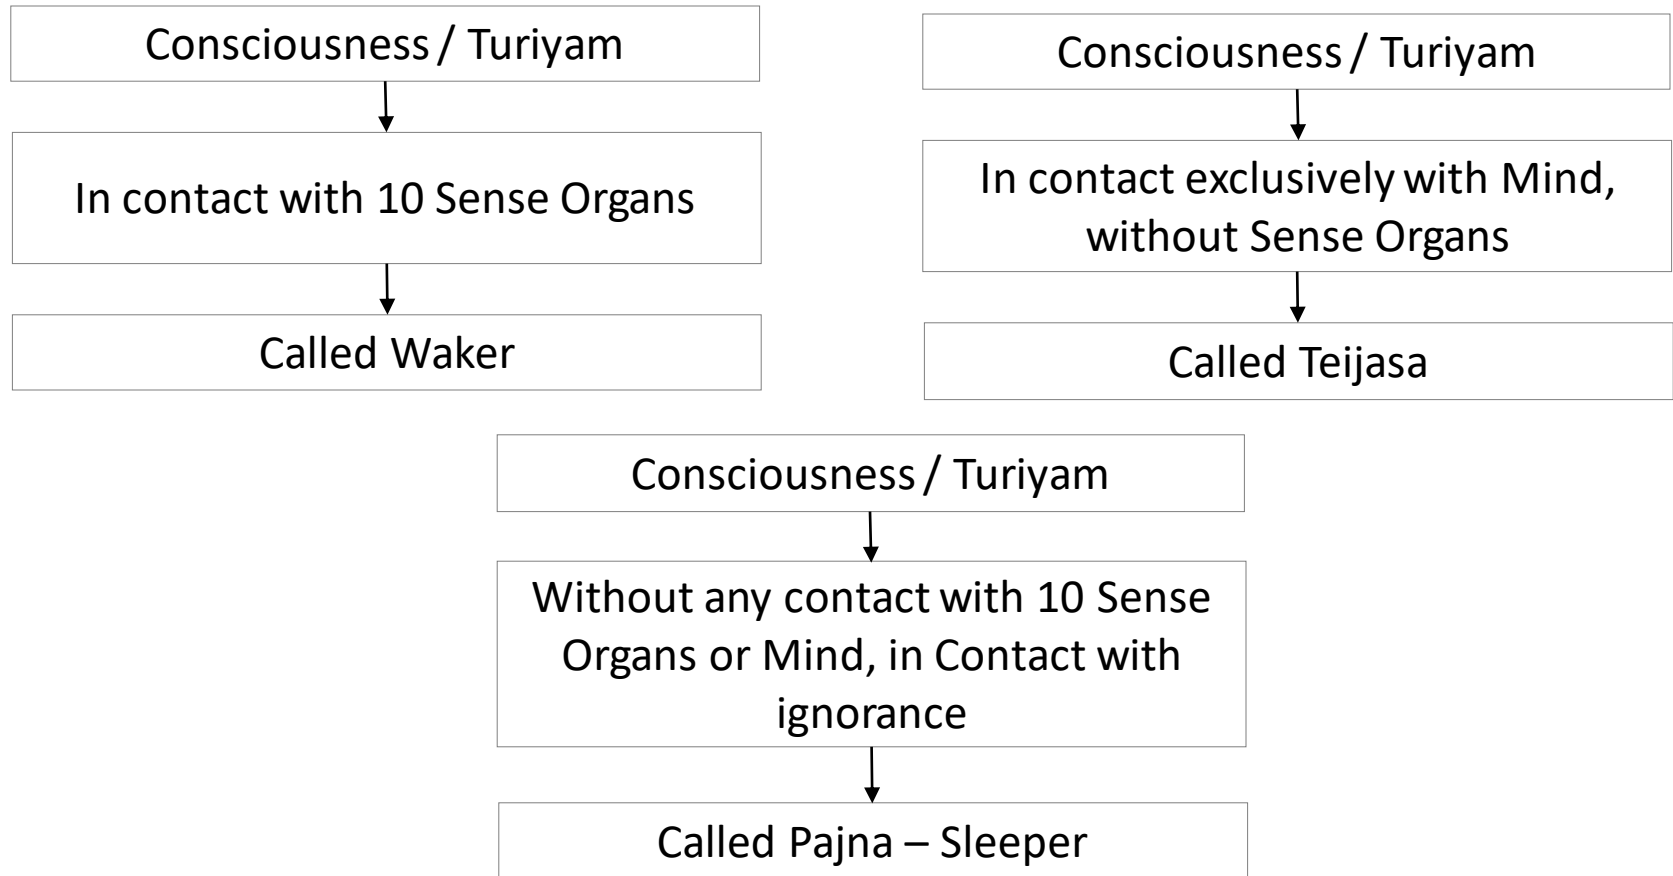 Consciousness / Turiyam
In contact with 10 Sense Organs
Called Waker
Consciousness / Turiyam
In contact exclusively with Mind,
without Sense Organs
Called Teijasa
Consciousness / Turiyam
Without any contact with 10 Sense
Organs or Mind, in Contact with
ignorance
Called Pajna – Sleeper